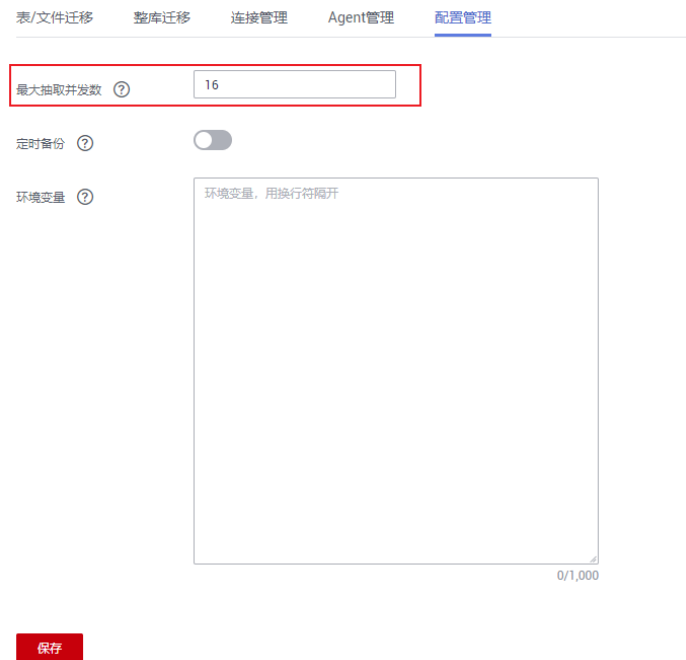 表/文件迁移 整库迁移 连接管理 Agent管理 配置管理
最大抽取并发数 ? 16
定时备份 ?
环境变量 ? 环境变量，用换行符隔开
0/1,000
保存